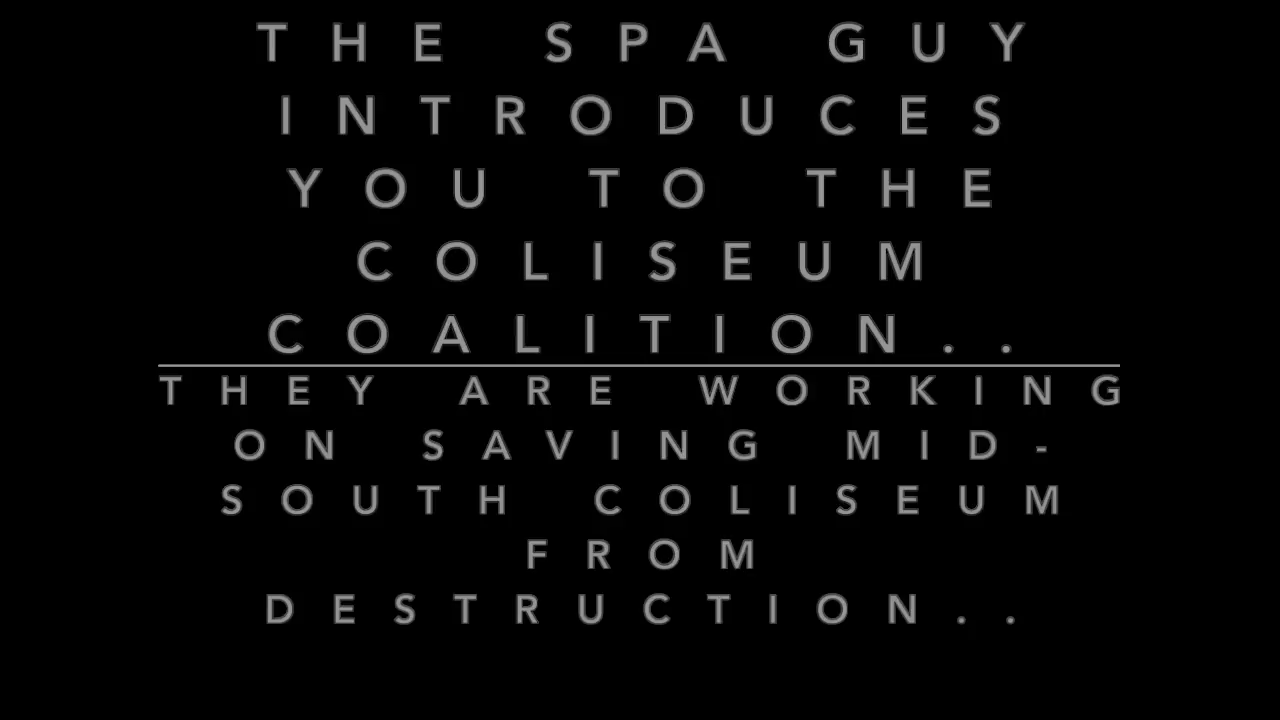 THE SPA GUY
INTRODUCES
YOU TO THE
COLISEUM
COALITION..
THEY ARE WORKING
ON SAVING MID-
SOUTH COLISEUM
FROM
DESTRUCTION..